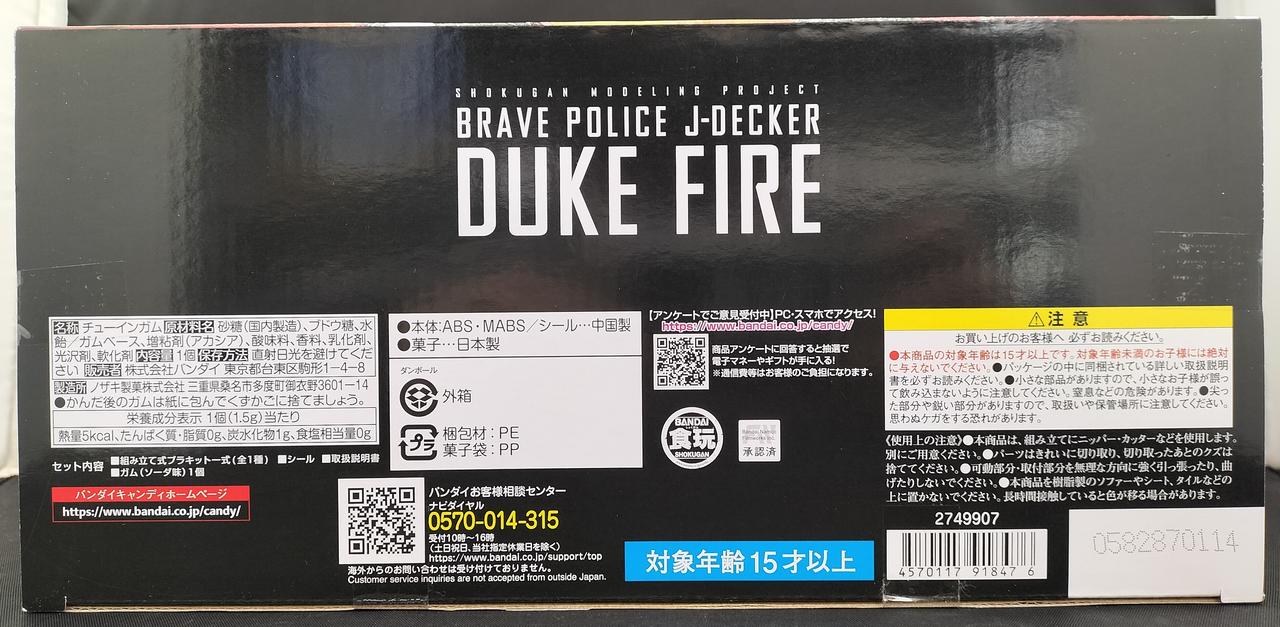 SHOKUGAN MODELING PROJECT
BRAVE POLICE J-DECKER
DUKE FIRE
名称 チューインガム 原材料名 砂糖(国内製造)、ブドウ糖、水
飴/ガムベース、増粘剤(アカシア)、酸味料、香料、乳化剤、
光沢剤、軟化剤 内容量 1個 保存方法 直射日光を避けてくだ
さい 販売者 株式会社バンダイ 東京都台東区駒形1-4-8
製造所 ノザキ製菓株式会社 三重県桑名市多度町御衣野3601-14
●かんだ後のガムは紙に包んでくずかごに捨てましょう。
栄養成分表示 1個(1.5g)当たり
熱量5kcal、たんぱく質・脂質0g、炭水化物1g、食塩相当量0g
セット内容 ■組み立て式プラキット一式(全1種) ■シール ■取扱説明書
■ガム(ソーダ味)1個
バンダイキャンディホームページ
https://www.bandai.co.jp/candy/
●本体:ABS・MABS/シール…中国製
●菓子…日本製
ダンボール
外箱
プラ
梱包材:PE
菓子袋:PP
バンダイお客様相談センター
ナビダイヤル
0570-014-315
受付10時~16時
(土日祝日、当社指定休業日を除く)
https://www.bandai.co.jp/support/top
海外からのお問い合わせは受け付けておりません。
Customer service inquiries are not accepted from outside Japan.
【アンケートでご意見受付中】PC・スマホでアクセス!
https://www.bandai.co.jp/candy/
商品アンケートに回答すると抽選で
電子マネーやギフトが手に入る!
※通信費等はお客様のご負担になります。
BANDAI
食玩
SHOKUGAN
Bandai Namco
Filmworks Inc.
承認済
対象年齢15才以上
⚠注意
お買い上げのお客様へ 必ずお読みください。
●本商品の対象年齢は15才以上です。対象年齢未満のお子様には絶対
に与えないでください。●パッケージの中に同梱されている詳しい取扱説明
書を必ずお読みください。●小さな部品がありますので、小さなお子様が誤っ
て飲み込まないように注意してください。窒息などの危険があります。●尖っ
た部分や鋭い部分がありますので、取扱いや保管場所に注意してください。
思わぬケガをする恐れがあります。
《使用上の注意》●本商品は、組み立てにニッパー・カッターなどを使用します。
別にご用意ください。●パーツはきれいに切り取り、切り取ったあとのクズは
捨ててください。●可動部分・取付部分を無理な方向に強く引っ張ったり、曲
げたりしないでください。●本商品を樹脂製のソファーやシート、タイルなどの
上に置かないでください。長時間接触していると色が移る場合があります。
2749907
4570117 918476
0582870114